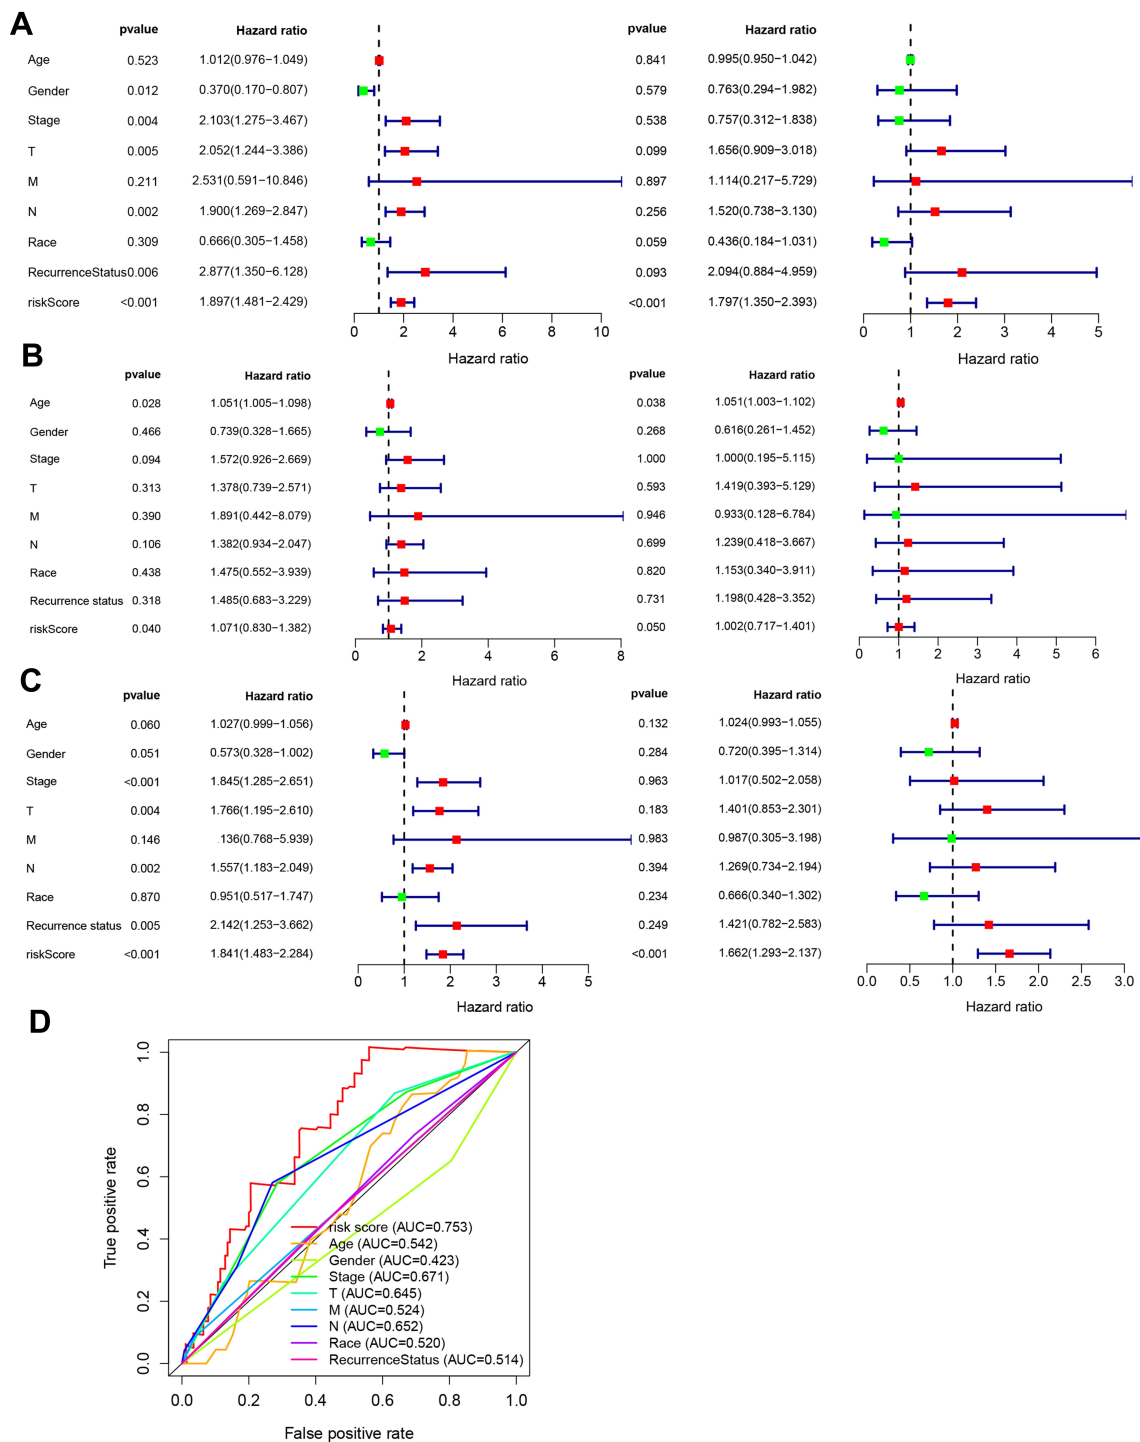 A
pvalue Hazard ratio pvalue Hazard ratio
Age 0.523 1.012(0.976−1.049) 0.841 0.995(0.950−1.042)
Gender 0.012 0.370(0.170−0.807) 0.579 0.763(0.294−1.982)
Stage 0.004 2.103(1.275−3.467) 0.538 0.757(0.312−1.838)
T 0.005 2.052(1.244−3.386) 0.099 1.656(0.909−3.018)
M 0.211 2.531(0.591−10.846) 0.897 1.114(0.217−5.729)
N 0.002 1.900(1.269−2.847) 0.256 1.520(0.738−3.130)
Race 0.309 0.666(0.305−1.458) 0.059 0.436(0.184−1.031)
RecurrenceStatus 0.006 2.877(1.350−6.128) 0.093 2.094(0.884−4.959)
riskScore <0.001 1.897(1.481−2.429) <0.001 1.797(1.350−2.393)
0 2 4 6 8 10 0 1 2 3 4 5
Hazard ratio Hazard ratio
B
pvalue Hazard ratio pvalue Hazard ratio
Age 0.028 1.051(1.005−1.098) 0.038 1.051(1.003−1.102)
Gender 0.466 0.739(0.328−1.665) 0.268 0.616(0.261−1.452)
Stage 0.094 1.572(0.926−2.669) 1.000 1.000(0.195−5.115)
T 0.313 1.378(0.739−2.571) 0.593 1.419(0.393−5.129)
M 0.390 1.891(0.442−8.079) 0.946 0.933(0.128−6.784)
N 0.106 1.382(0.934−2.047) 0.699 1.239(0.418−3.667)
Race 0.438 1.475(0.552−3.939) 0.820 1.153(0.340−3.911)
Recurrence status 0.318 1.485(0.683−3.229) 0.731 1.198(0.428−3.352)
riskScore 0.040 1.071(0.830−1.382) 0.050 1.002(0.717−1.401)
0 2 4 6 8 0 1 2 3 4 5 6
Hazard ratio Hazard ratio
C
pvalue Hazard ratio pvalue Hazard ratio
Age 0.060 1.027(0.999−1.056) 0.132 1.024(0.993−1.055)
Gender 0.051 0.573(0.328−1.002) 0.284 0.720(0.395−1.314)
Stage <0.001 1.845(1.285−2.651) 0.963 1.017(0.502−2.058)
T 0.004 1.766(1.195−2.610) 0.183 1.401(0.853−2.301)
M 0.146 .136(0.768−5.939) 0.983 0.987(0.305−3.198)
N 0.002 1.557(1.183−2.049) 0.394 1.269(0.734−2.194)
Race 0.870 0.951(0.517−1.747) 0.234 0.666(0.340−1.302)
Recurrence status 0.005 2.142(1.253−3.662) 0.249 1.421(0.782−2.583)
riskScore <0.001 1.841(1.483−2.284) <0.001 1.662(1.293−2.137)
0 1 2 3 4 5 0.0 0.5 1.0 1.5 2.0 2.5 3.0
Hazard ratio Hazard ratio
D
True positive rate
1.0
0.8
0.6
0.4
0.2
0.0
risk score (AUC=0.753)
Age (AUC=0.542)
Gender (AUC=0.423)
Stage (AUC=0.671)
T (AUC=0.645)
M (AUC=0.524)
N (AUC=0.652)
Race (AUC=0.520)
RecurrenceStatus (AUC=0.514)
0.0 0.2 0.4 0.6 0.8 1.0
False positive rate